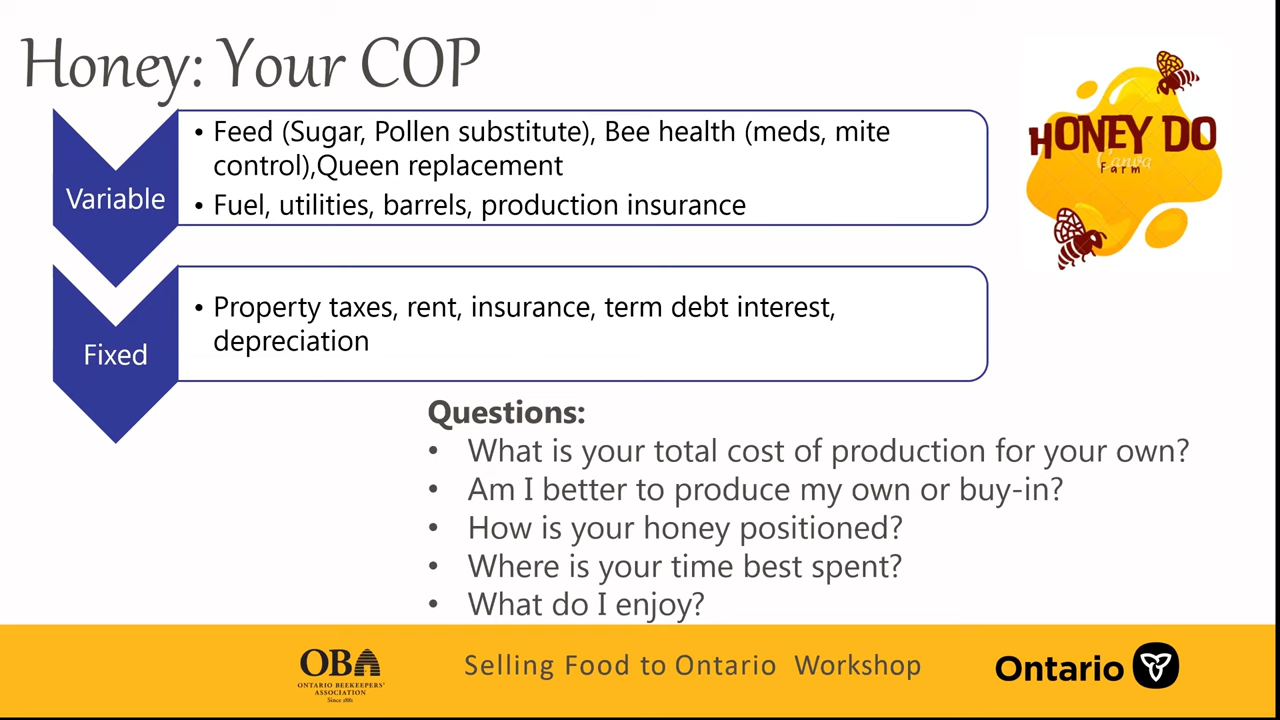 Honey: Your COP
Variable
• Feed (Sugar, Pollen substitute), Bee health (meds, mite
control),Queen replacement
• Fuel, utilities, barrels, production insurance
Fixed
• Property taxes, rent, insurance, term debt interest,
depreciation
HONEY DO
Canva
Farm
Questions:
• What is your total cost of production for your own?
• Am I better to produce my own or buy-in?
• How is your honey positioned?
• Where is your time best spent?
• What do I enjoy?
OBA
ONTARIO BEEKEEPERS'
ASSOCIATION
Since 1881
Selling Food to Ontario Workshop
Ontario